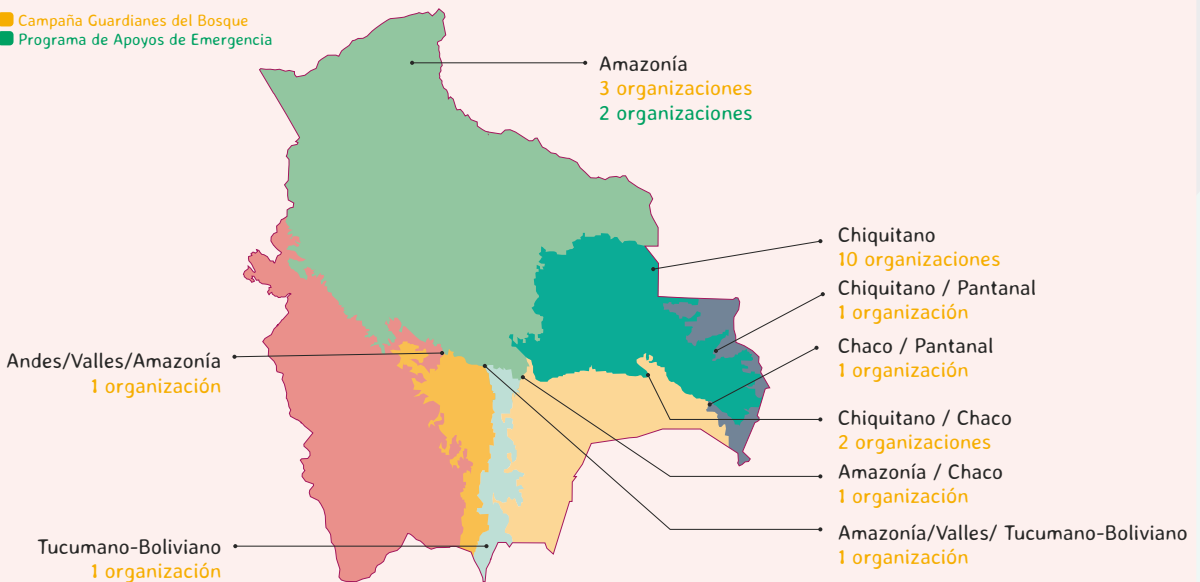 Campaña Guardianes del Bosque
Programa de Apoyos de Emergencia
Amazonía
3 organizaciones
2 organizaciones
Chiquitano
10 organizaciones
Chiquitano / Pantanal
1 organización
Chaco / Pantanal
1 organización
Chiquitano / Chaco
2 organizaciones
Amazonía / Chaco
1 organización
Amazonía/Valles/ Tucumano-Boliviano
1 organización
Andes/Valles/Amazonía
1 organización
Tucumano-Boliviano
1 organización